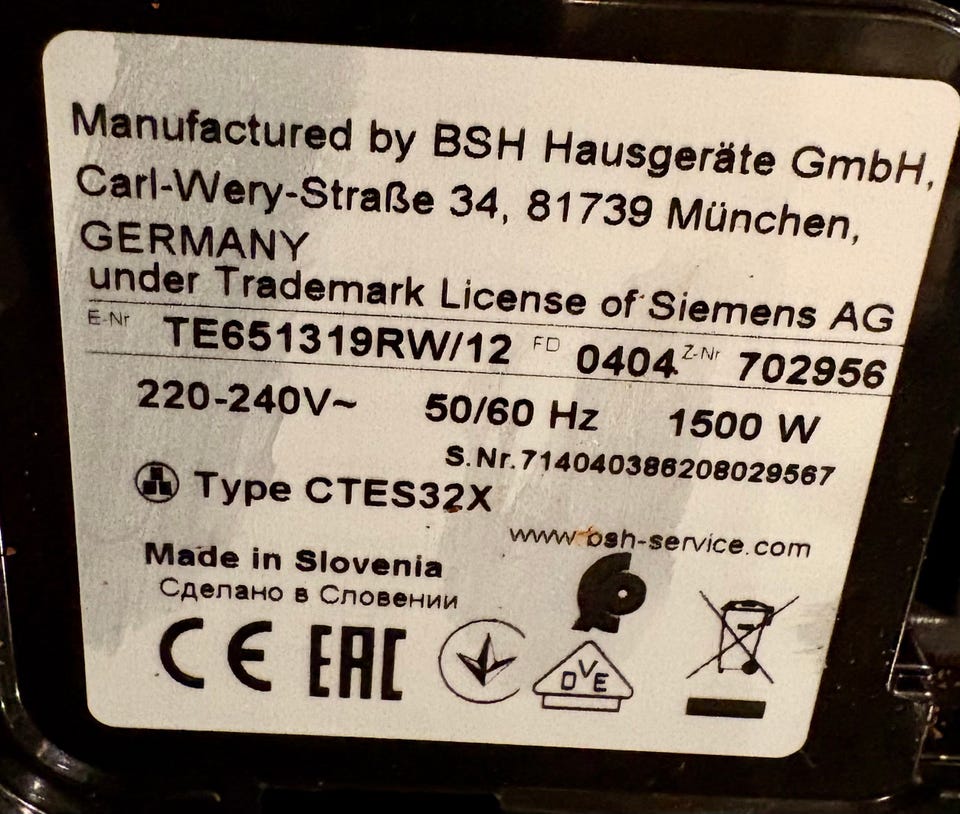 Manufactured by BSH Hausgeräte GmbH,
Carl-Wery-Straße 34, 81739 München,
GERMANY
under Trademark License of Siemens AG
E-Nr TE651319RW/12 FD 0404 Z-Nr 702956
220-240V~ 50/60 Hz 1500 W
S.Nr.714040386208029567
Type CTES32X
www.bsh-service.com
Made in Slovenia
Сделано в Словении
CE EAC DVE